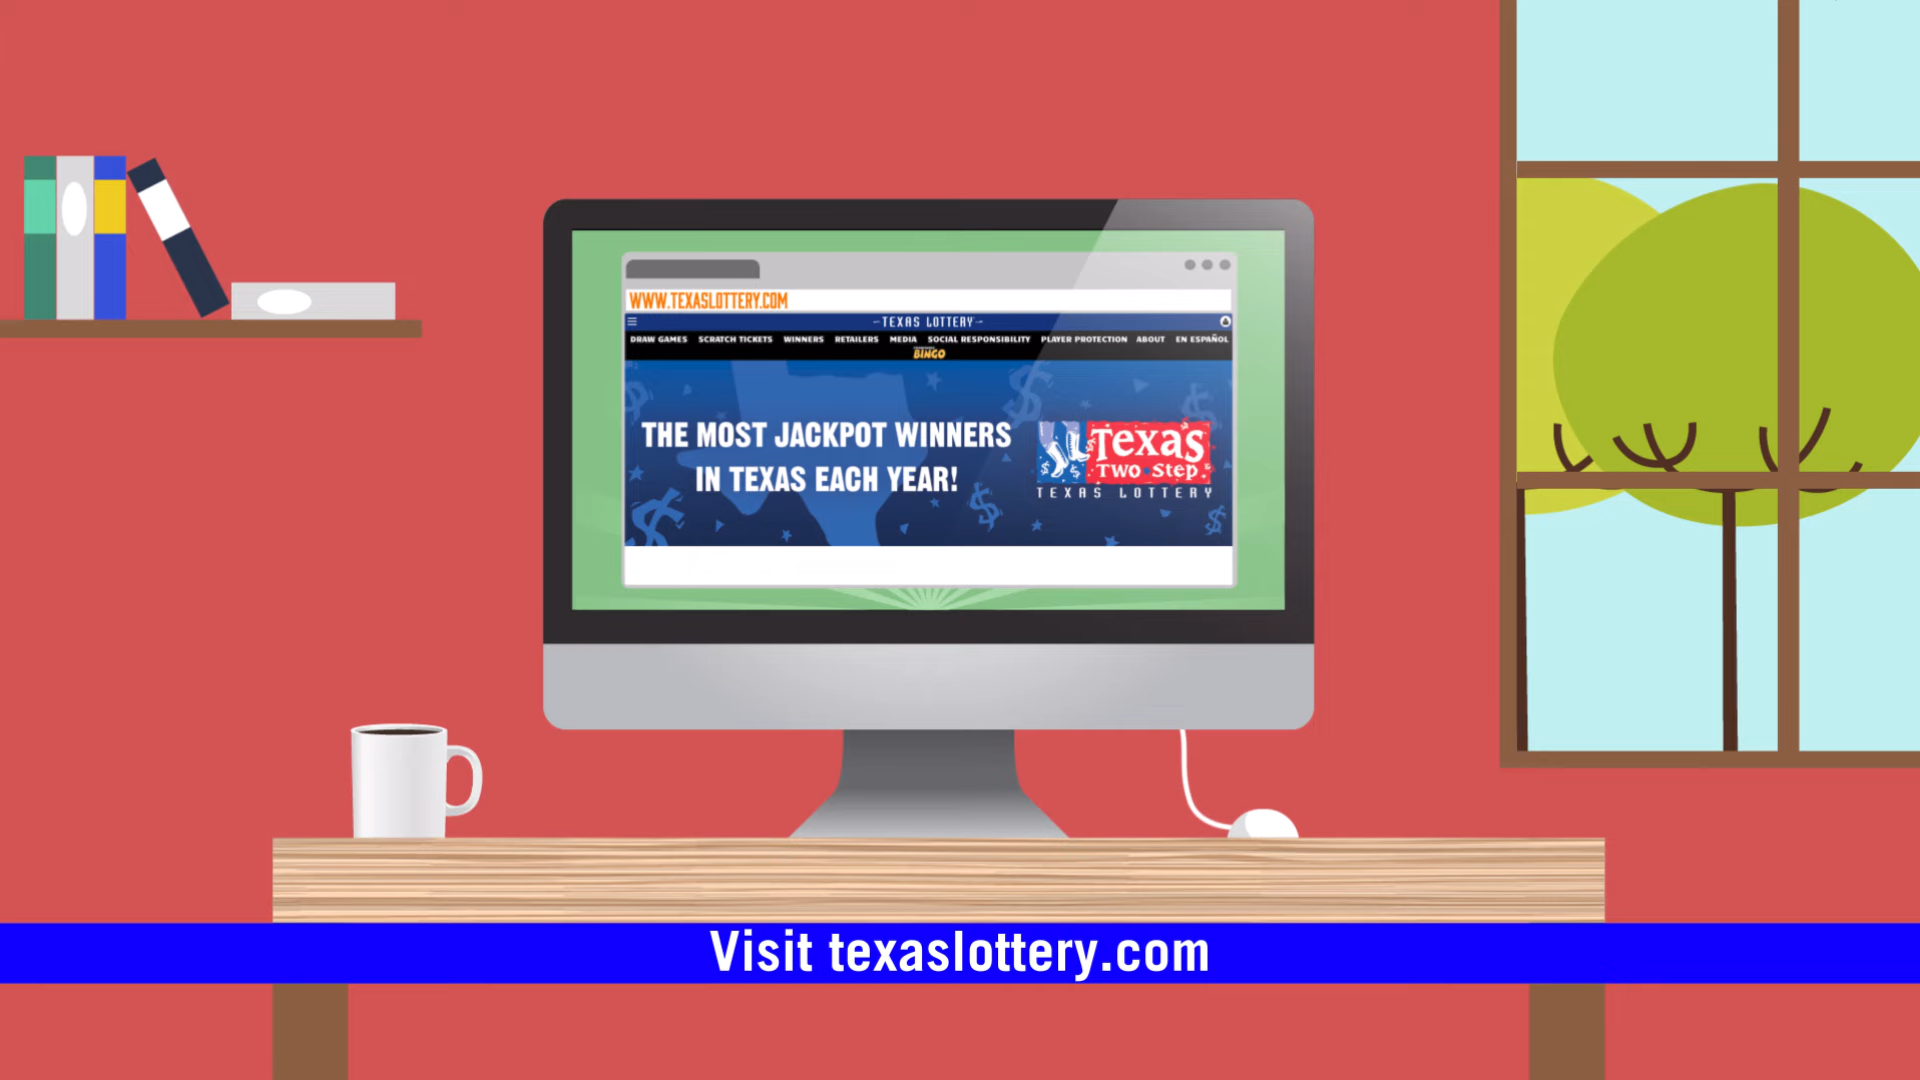 WWW.TEXASLOTTERY.COM
TEXAS LOTTERY
DRAW GAMES SCRATCH TICKETS WINNERS RETAILERS MEDIA SOCIAL RESPONSIBILITY PLAYER PROTECTION ABOUT EN ESPAÑOL
BINGO
THE MOST JACKPOT WINNERS
IN TEXAS EACH YEAR!
Texas
TWO STEP
TEXAS LOTTERY
Visit texaslottery.com